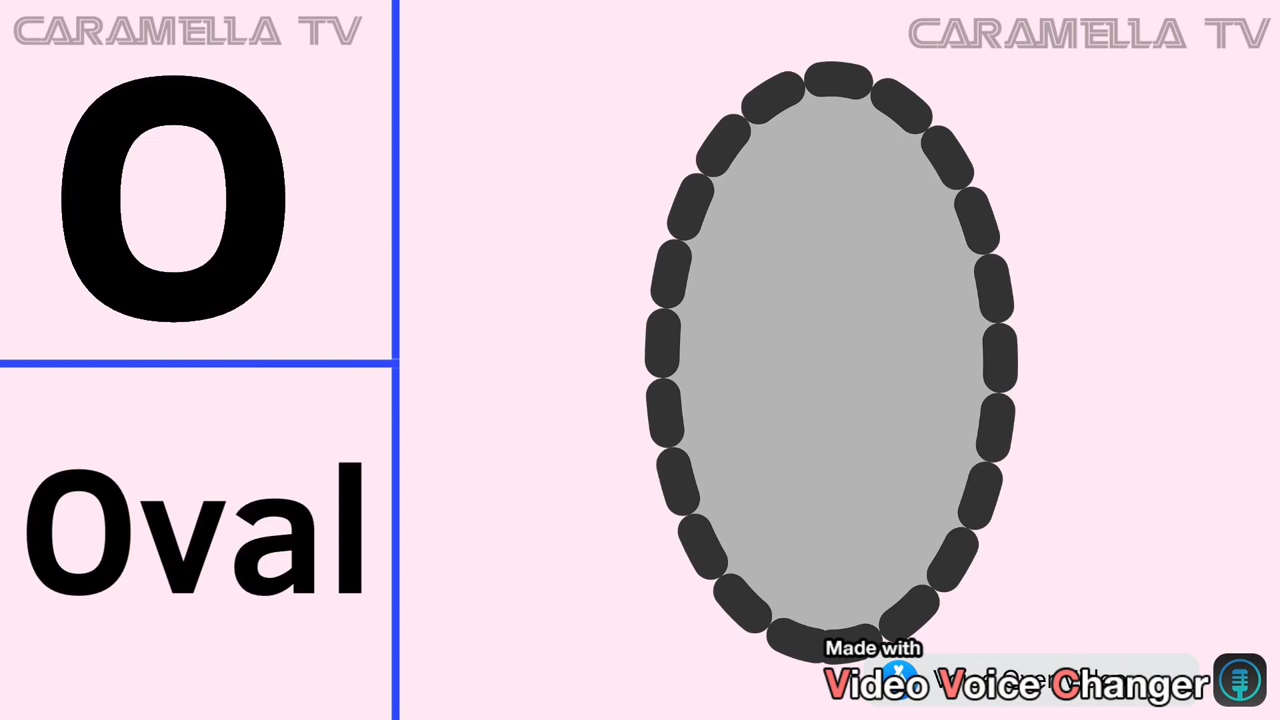 CARAMELLA TV
CARAMELLA TV
O
Oval
Made with
Video Voice Changer